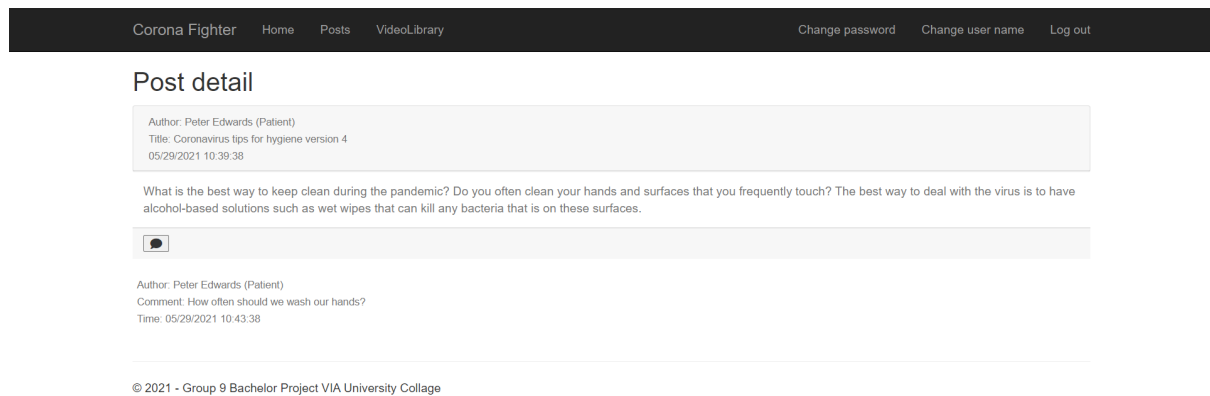 Corona Fighter Home Posts VideoLibrary Change password Change user name Log out
Post detail
Author: Peter Edwards (Patient)
Title: Coronavirus tips for hygiene version 4
05/29/2021 10:39:38
What is the best way to keep clean during the pandemic? Do you often clean your hands and surfaces that you frequently touch? The best way to deal with the virus is to have
alcohol-based solutions such as wet wipes that can kill any bacteria that is on these surfaces.
Author: Peter Edwards (Patient)
Comment: How often should we wash our hands?
Time: 05/29/2021 10:43:38
© 2021 - Group 9 Bachelor Project VIA University Collage